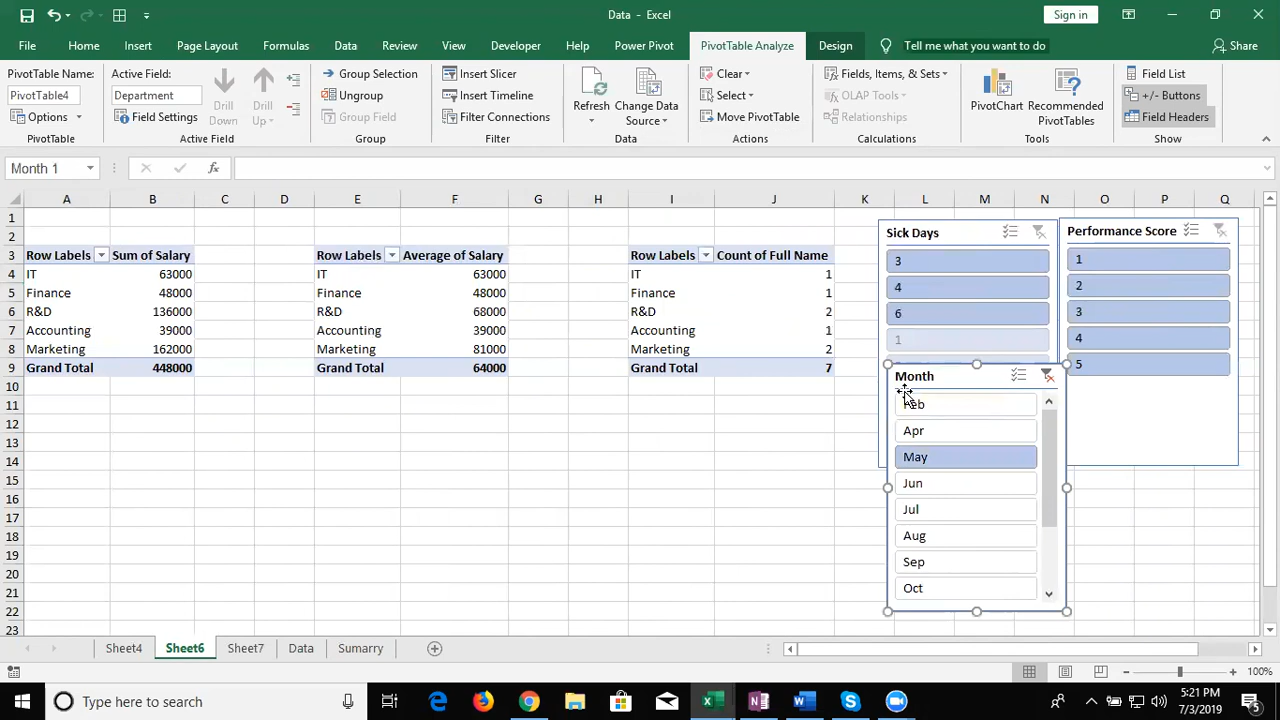 Data - Excel
Sign in
File Home Insert Page Layout Formulas Data Review View Developer Help Power Pivot PivotTable Analyze Design Tell me what you want to do Share
PivotTable Name:
PivotTable4
Options
PivotTable
Active Field:
Department
Field Settings
Drill Down
Drill Up
Active Field
Group Selection
Ungroup
Group Field
Group
Insert Slicer
Insert Timeline
Filter Connections
Filter
Refresh
Change Data Source
Data
Clear
Select
Move PivotTable
Actions
Fields, Items, & Sets
OLAP Tools
Relationships
Calculations
PivotChart
Recommended PivotTables
Tools
Field List
+/- Buttons
Field Headers
Show
Month 1
fx
A B C D E F G H I J K L M N O P Q
1
2
3 Row Labels Sum of Salary Row Labels Average of Salary Row Labels Count of Full Name
4 IT 63000 IT 63000 IT 1
5 Finance 48000 Finance 48000 Finance 1
6 R&D 136000 R&D 68000 R&D 2
7 Accounting 39000 Accounting 39000 Accounting 1
8 Marketing 162000 Marketing 81000 Marketing 2
9 Grand Total 448000 Grand Total 64000 Grand Total 7
10
11
12
13
14
15
16
17
18
19
20
21
22
23
Sick Days
3
4
6
1
Performance Score
1
2
3
4
5
Month
Feb
Apr
May
Jun
Jul
Aug
Sep
Oct
Sheet4 Sheet6 Sheet7 Data Sumarry
100%
Type here to search
5:21 PM
7/3/2019
5